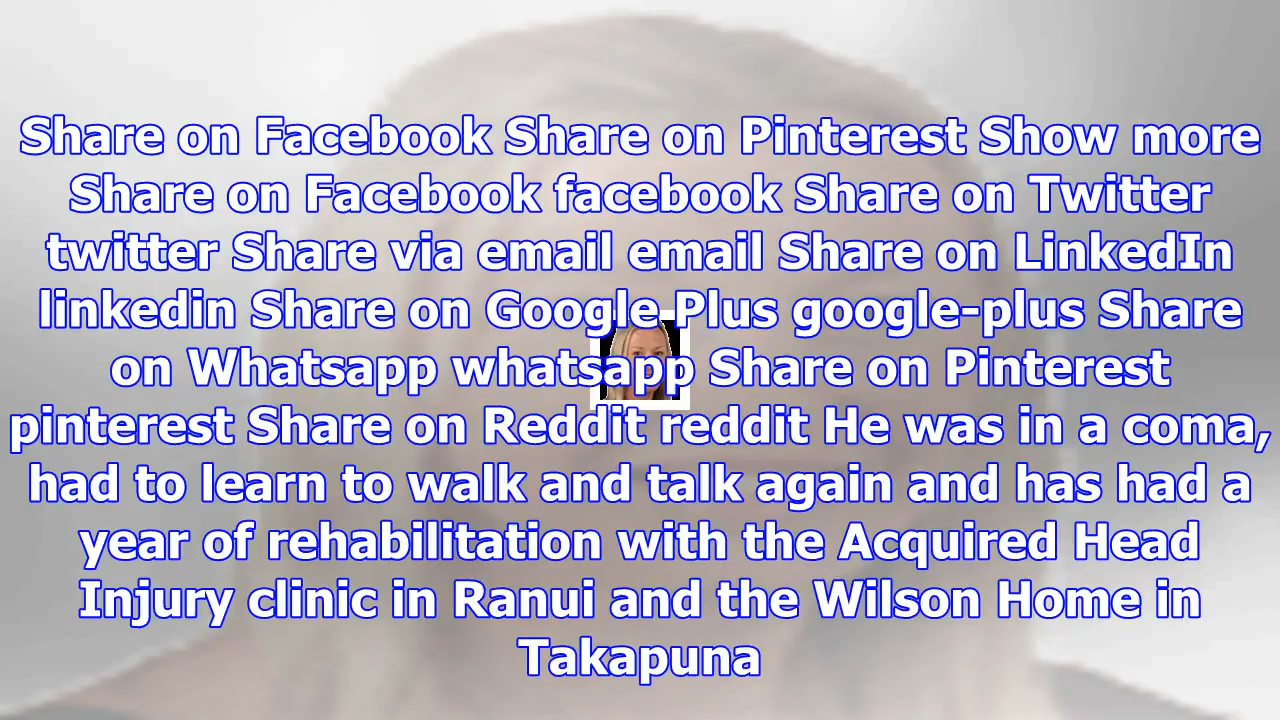 Share on Facebook Share on Pinterest Show more
Share on Facebook facebook Share on Twitter
twitter Share via email email Share on LinkedIn
linkedin Share on Google Plus google-plus Share
on Whatsapp whatsapp Share on Pinterest
pinterest Share on Reddit reddit He was in a coma,
had to learn to walk and talk again and has had a
year of rehabilitation with the Acquired Head
Injury clinic in Ranui and the Wilson Home in
Takapuna